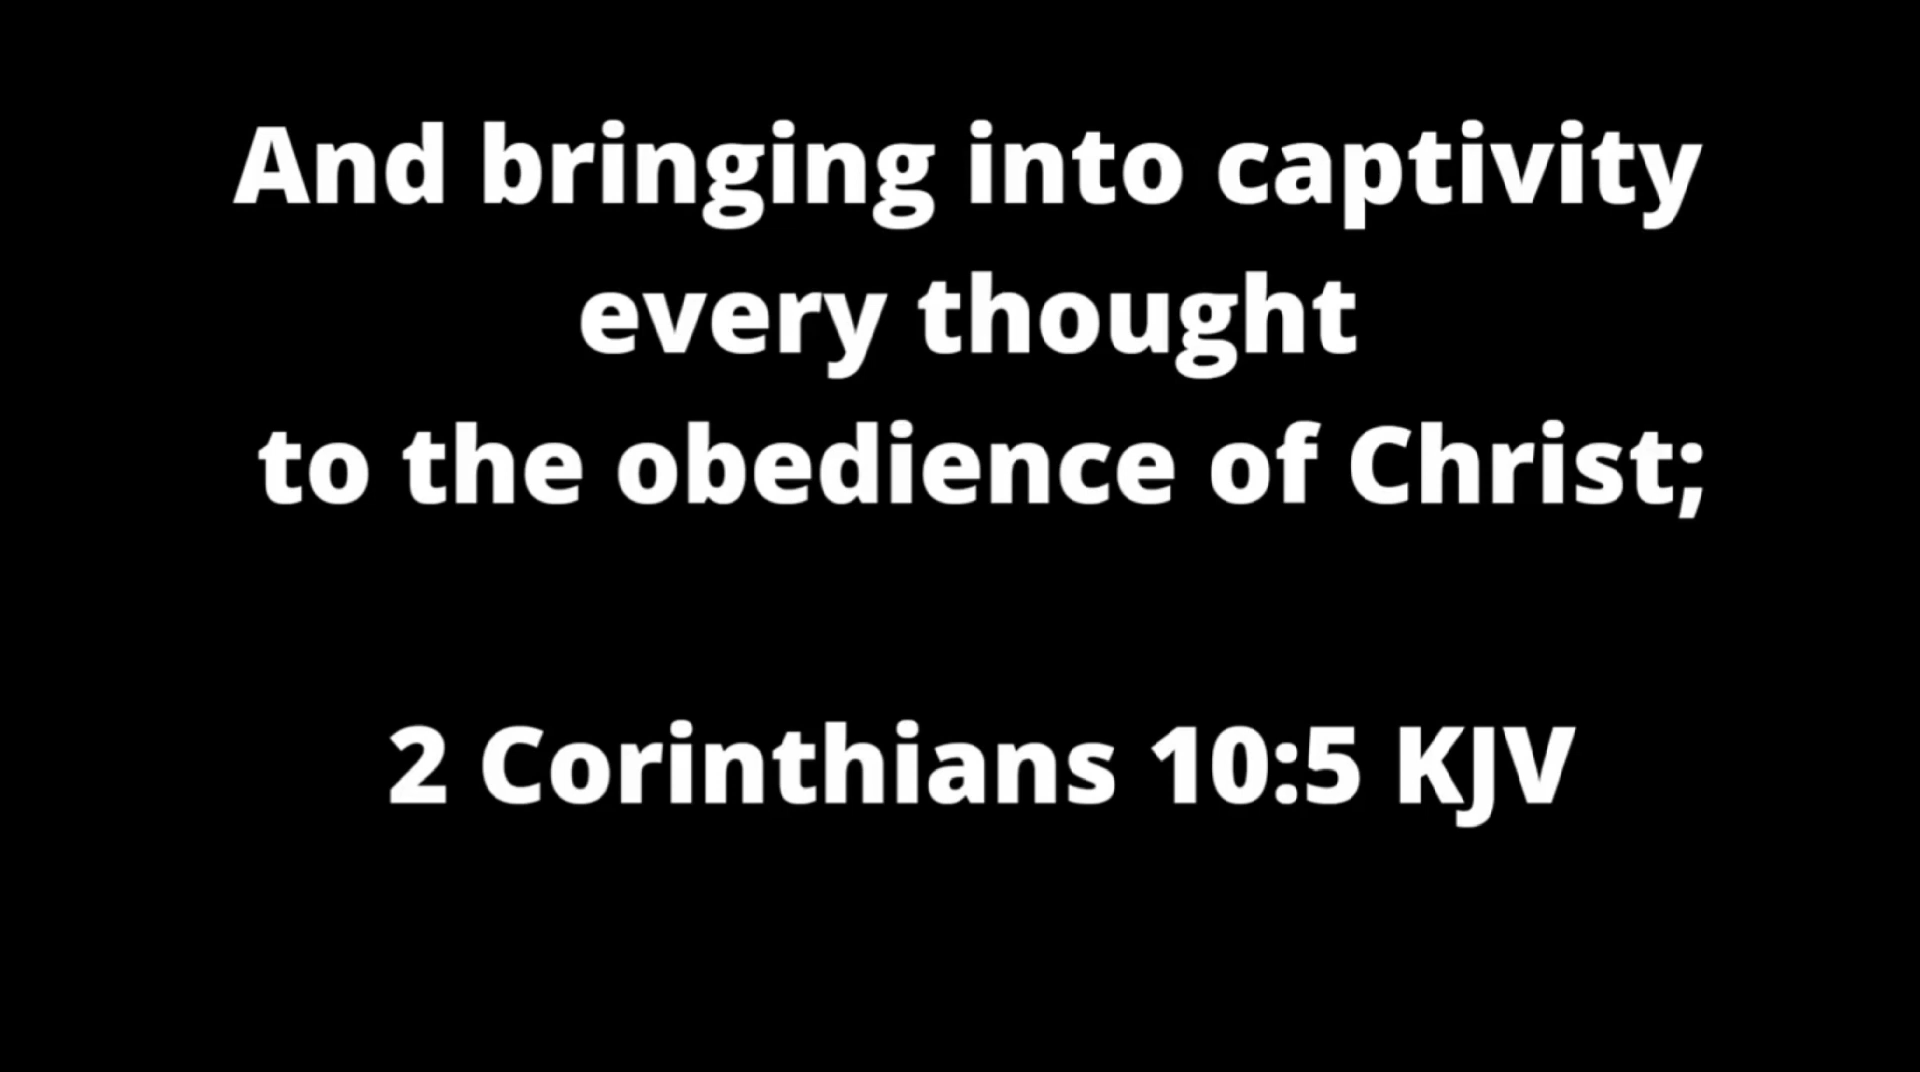 And bringing into captivity
every thought
to the obedience of Christ;
2 Corinthians 10:5 KJV